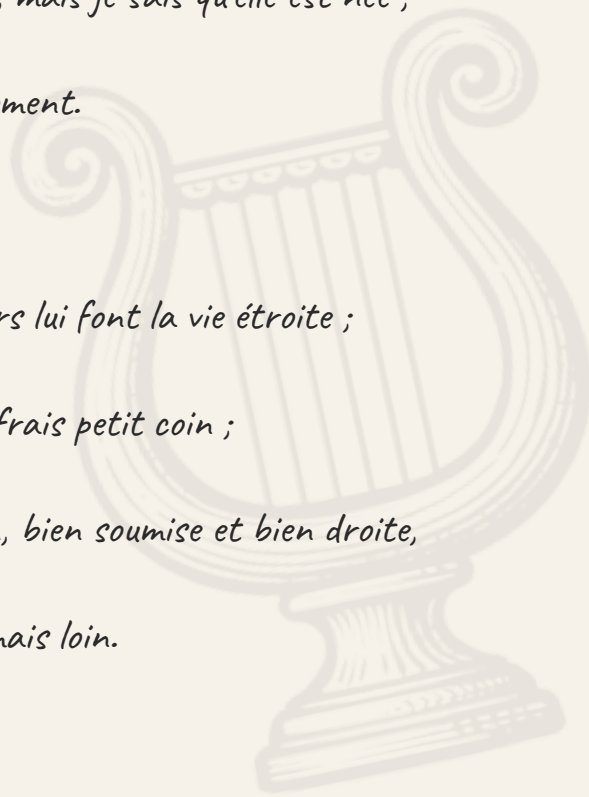 mais je sais qu'elle est née ;
ment.
rs lui font la vie étroite ;
frais petit coin ;
, bien soumise et bien droite,
mais loin.